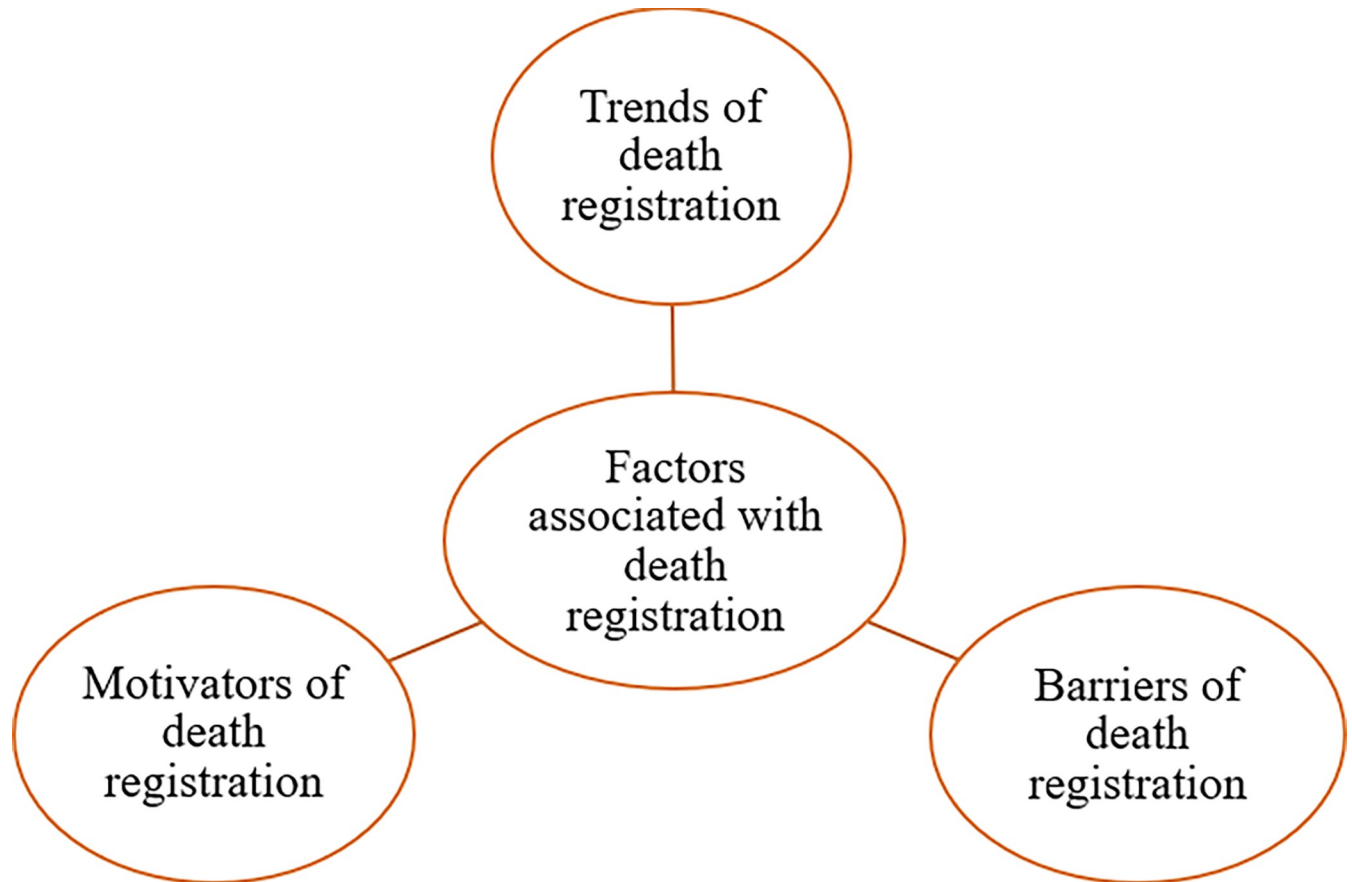 Trends of
death
registration
Factors
associated with
death
registration
Motivators of
death
registration
Barriers of
death
registration